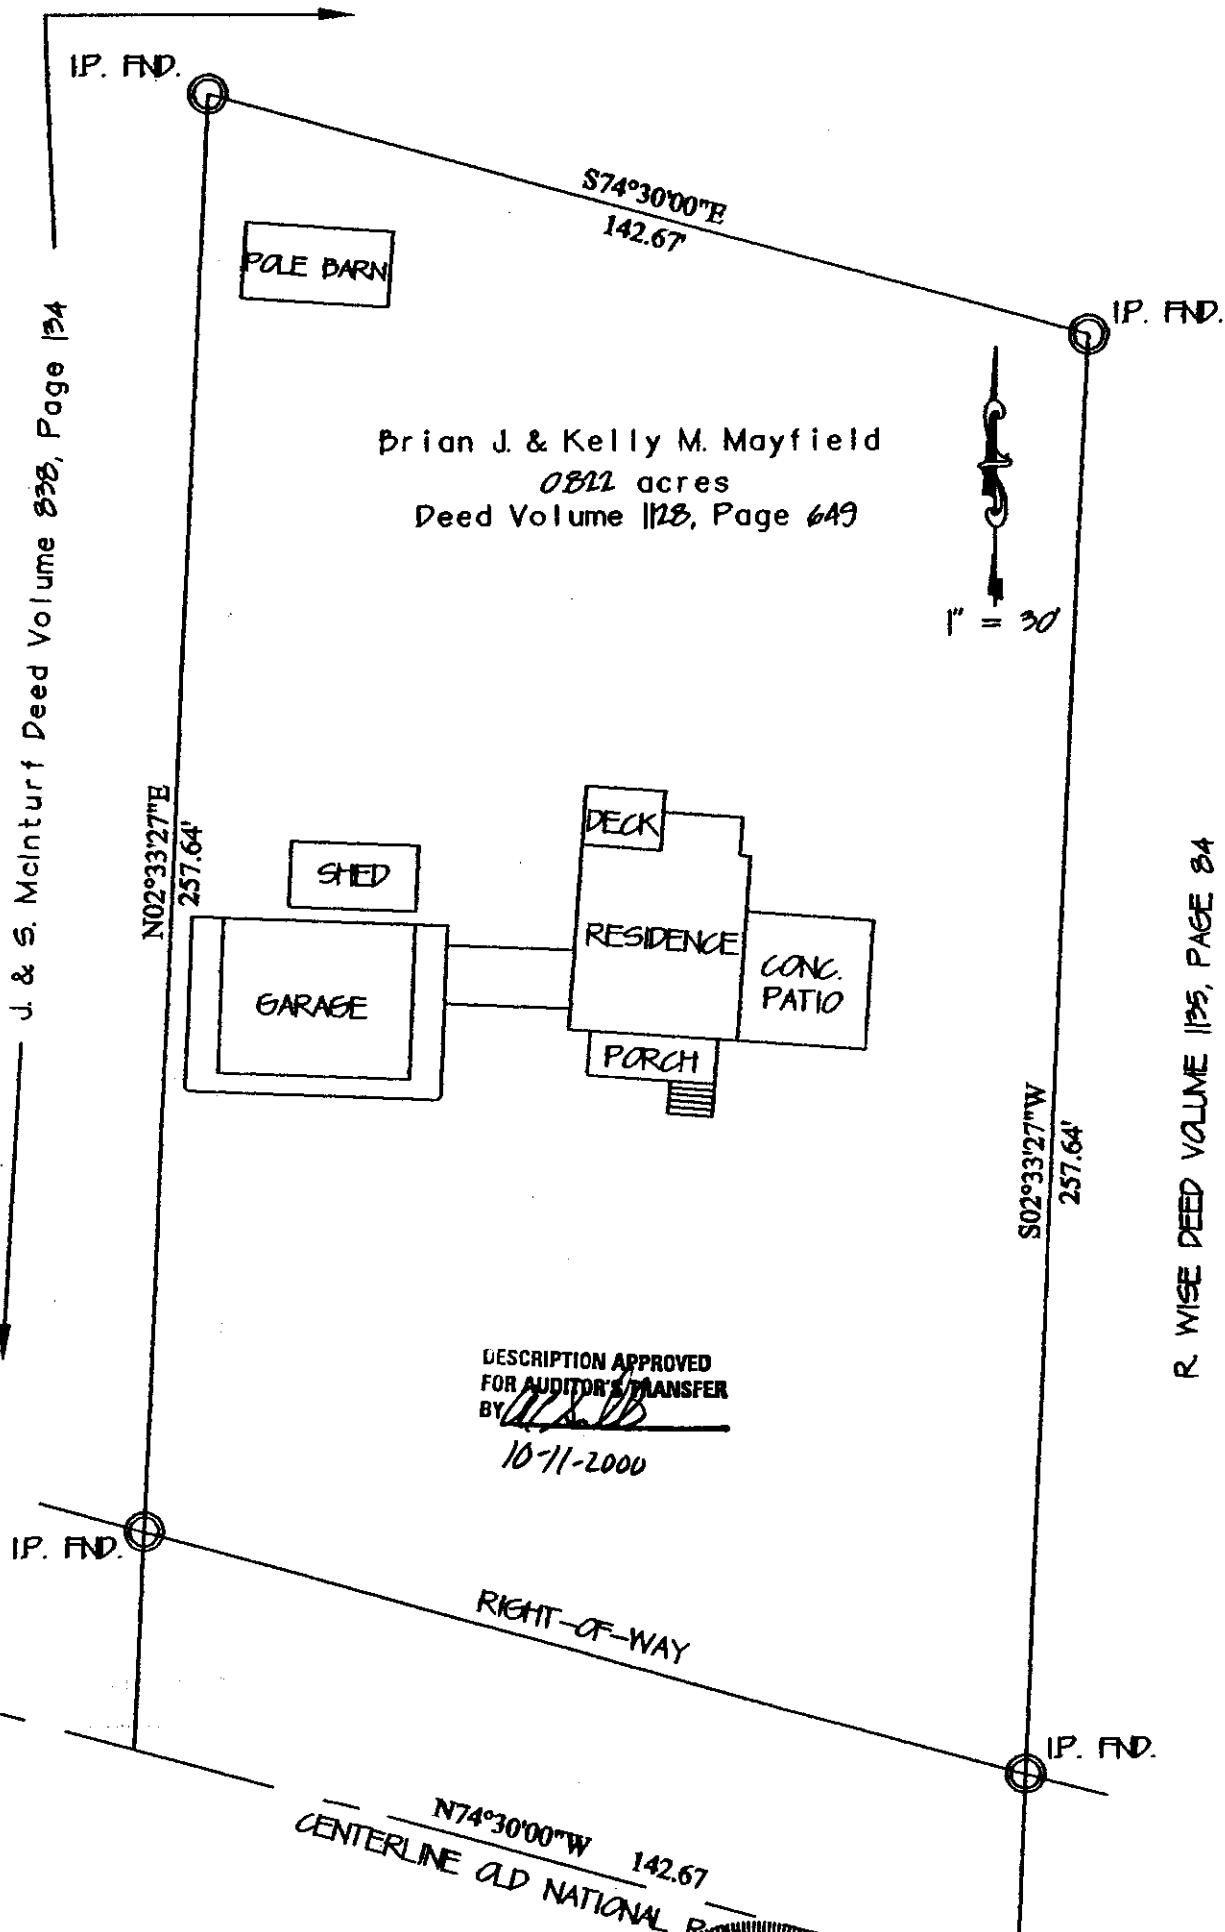 I.P. FND.
S74°30'00"E
142.67'
POLE BARN
I.P. FND.
J. & S. McInturf Deed Volume 838, Page 134
Brian J. & Kelly M. Mayfield
0.822 acres
Deed Volume 1128, Page 649
1" = 30'
N02°33'27"E
257.64'
DECK
SHED
RESIDENCE
CONC.
PATIO
GARAGE
PORCH
S02°33'27"W
257.64'
R. WISE DEED VOLUME 1135, PAGE 84
DESCRIPTION APPROVED
FOR AUDITOR'S TRANSFER
BY
10-11-2000
I.P. FND.
RIGHT-OF-WAY
I.P. FND.
N74°30'00"W 142.67
CENTERLINE OLD NATIONAL